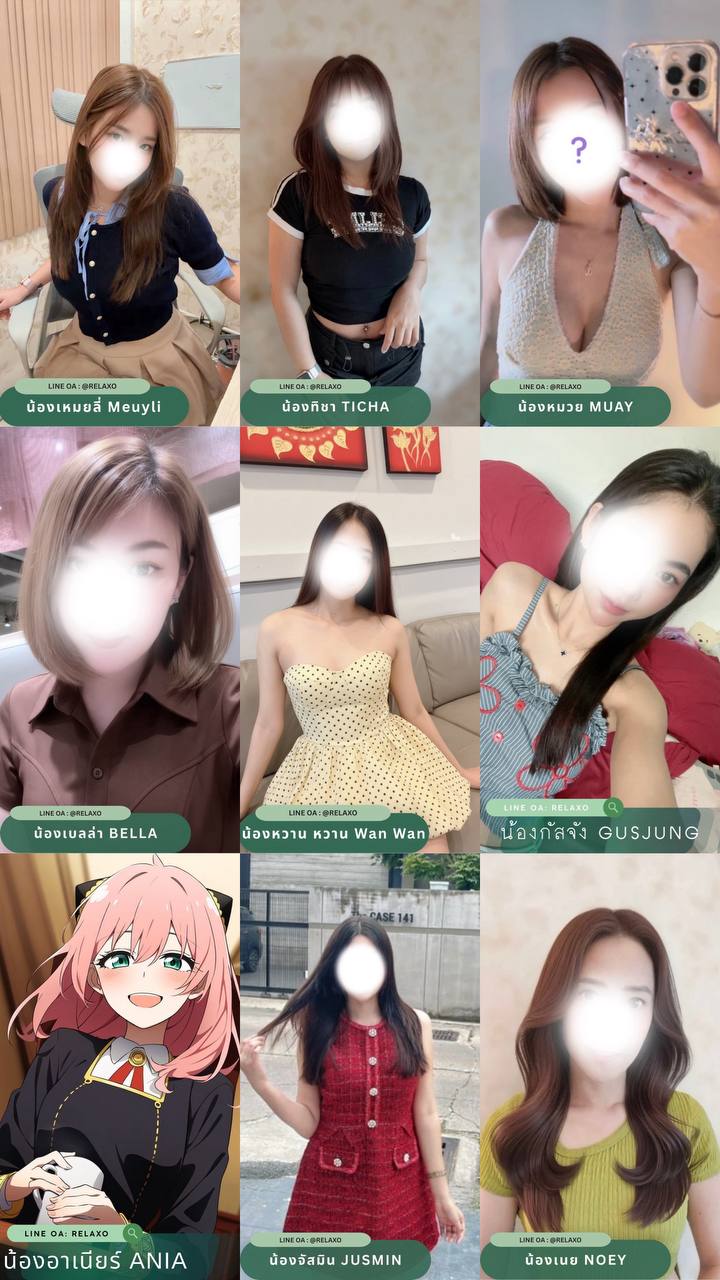 LINE OA : @RELAXO
น้องเหมยลี่ Meuyli
LINE OA : @RELAXO
น้องทิชา TICHA
?
LINE OA : @RELAXO
น้องหมวย MUAY
LINE OA : @RELAXO
น้องเบลล่า BELLA
LINE OA : @RELAXO
น้องหวาน หวาน Wan Wan
LINE OA: RELAXO
น้องกัสจัง GUSJUNG
CASE 141
LINE OA: RELAXO
น้องอาเนียร์ ANIA
LINE OA : @RELAXO
น้องจัสมิน JUSMIN
LINE OA : @RELAXO
น้องเนย NOEY